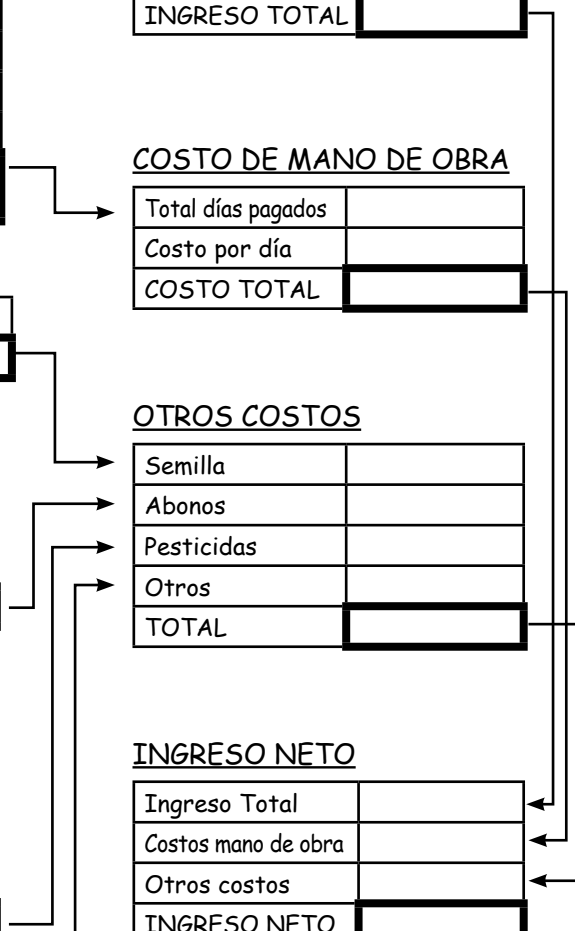 INGRESO TOTAL
COSTO DE MANO DE OBRA
Total días pagados
Costo por día
COSTO TOTAL
OTROS COSTOS
Semilla
Abonos
Pesticidas
Otros
TOTAL
INGRESO NETO
Ingreso Total
Costos mano de obra
Otros costos
INGRESO NETO